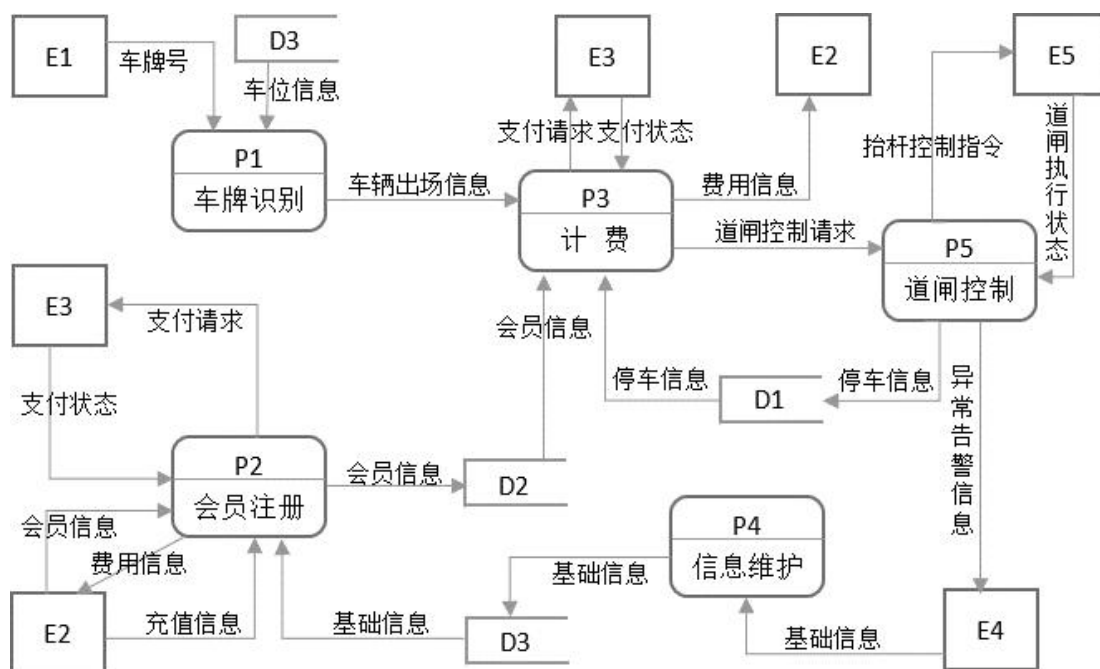 E1
车牌号
D3
车位信息
E3
E2
E5
支付请求
支付状态
抬杆控制指令
道闸执行状态
P1
车牌识别
车辆出场信息
P3
计 费
费用信息
道闸控制请求
P5
道闸控制
E3
支付请求
支付状态
会员信息
停车信息
D1
停车信息
异常告警信息
P2
会员注册
会员信息
D2
会员信息
费用信息
P4
信息维护
基础信息
E2
充值信息
基础信息
D3
基础信息
E4